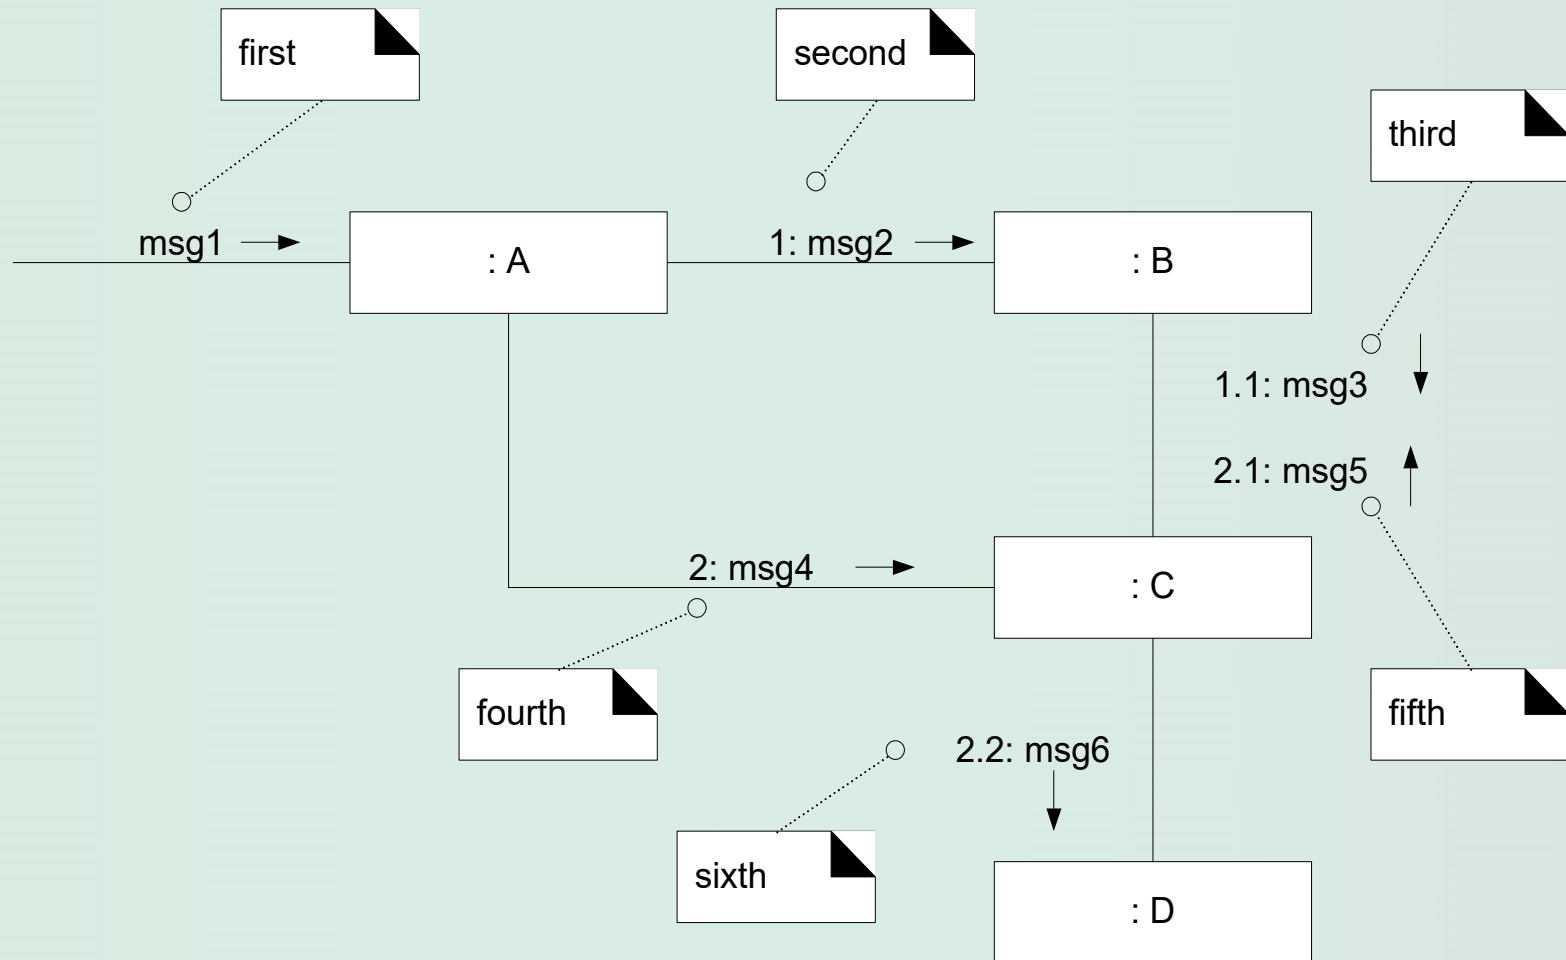 first
second
third
msg1
: A
1: msg2
: B
1.1: msg3
2.1: msg5
2: msg4
: C
fourth
fifth
2.2: msg6
sixth
: D